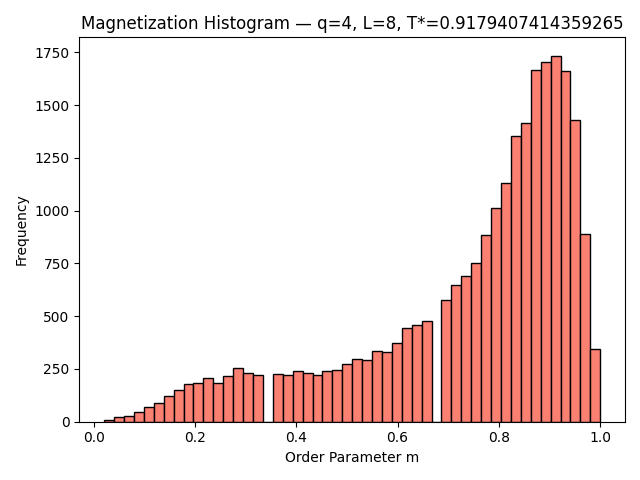 Magnetization Histogram — q=4, L=8, T*=0.9179407414359265
1750
1500
1250
1000
750
500
250
0
Frequency
0.0 0.2 0.4 0.6 0.8 1.0
Order Parameter m